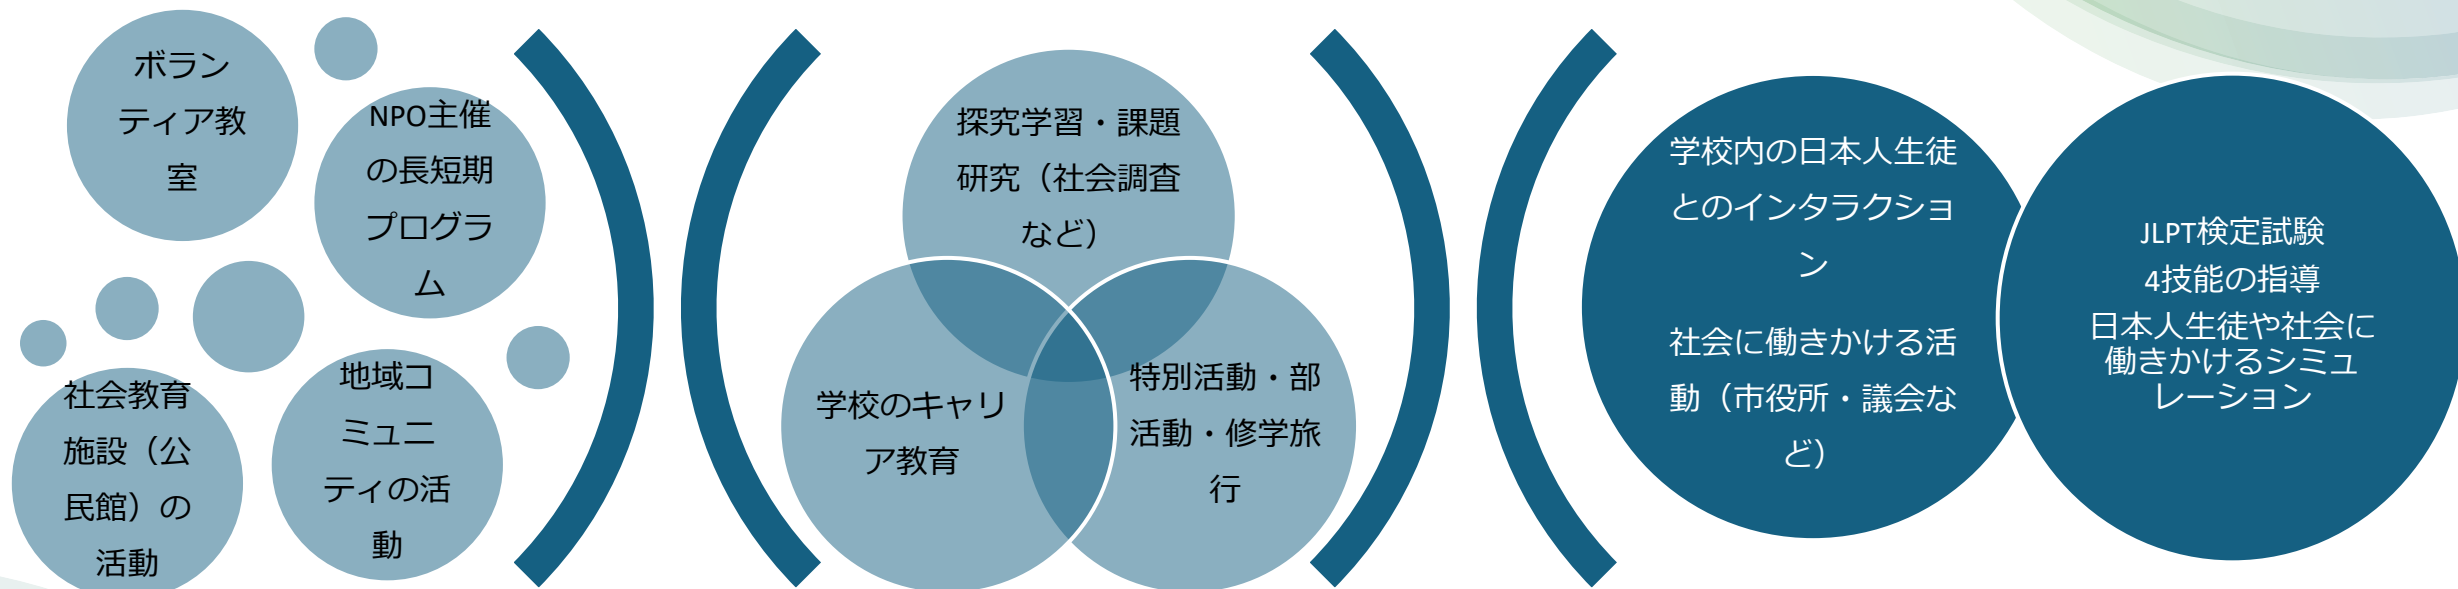 ボラン
ティア教
室
NPO主催
の長短期
プログラ
ム
社会教育
施設（公
民館）の
活動
地域コ
ミュニ
ティの活
動
探究学習・課題
研究（社会調査
など）
学校のキャリ
ア教育
特別活動・部
活動・修学旅
行
学校内の日本人生徒
とのインタラクショ
ン
社会に働きかける活
動（市役所・議会な
ど）
JLPT検定試験
4技能の指導
日本人生徒や社会に
働きかけるシミュ
レーション